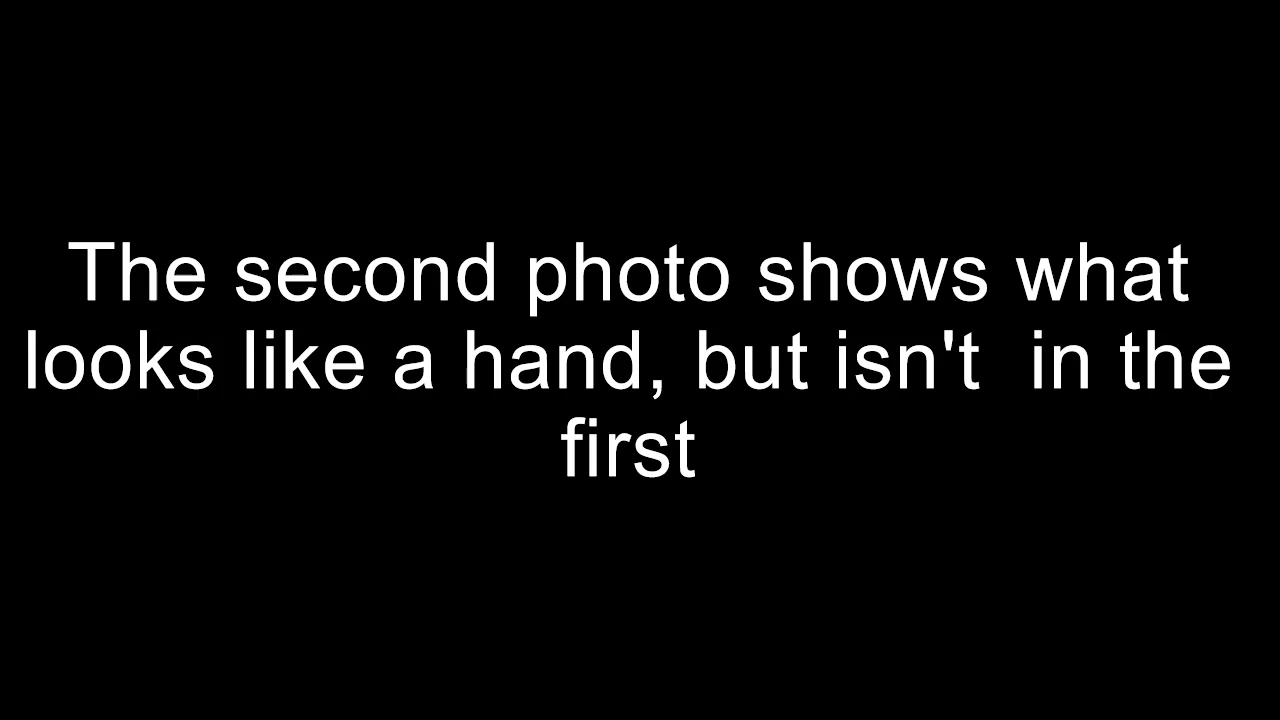 The second photo shows what
looks like a hand, but isn't  in the
first